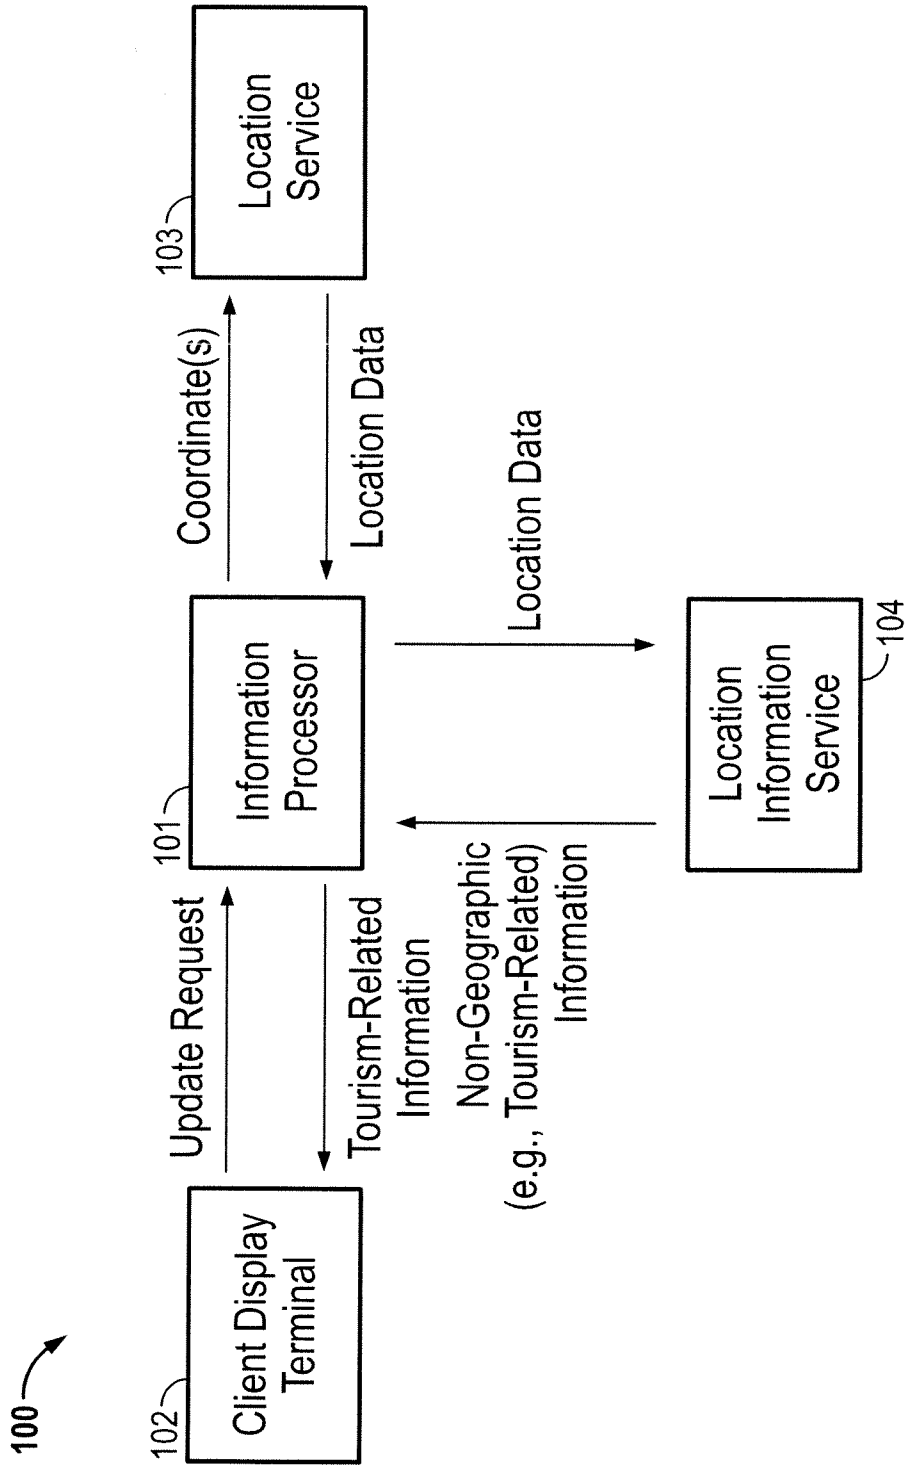 100
102
Client Display
Terminal
Update Request
Tourism-Related
Information
101
Information
Processor
Coordinate(s)
Location Data
103
Location
Service
Non-Geographic
(e.g., Tourism-Related)
Information
Location Data
Location
Information
Service
104